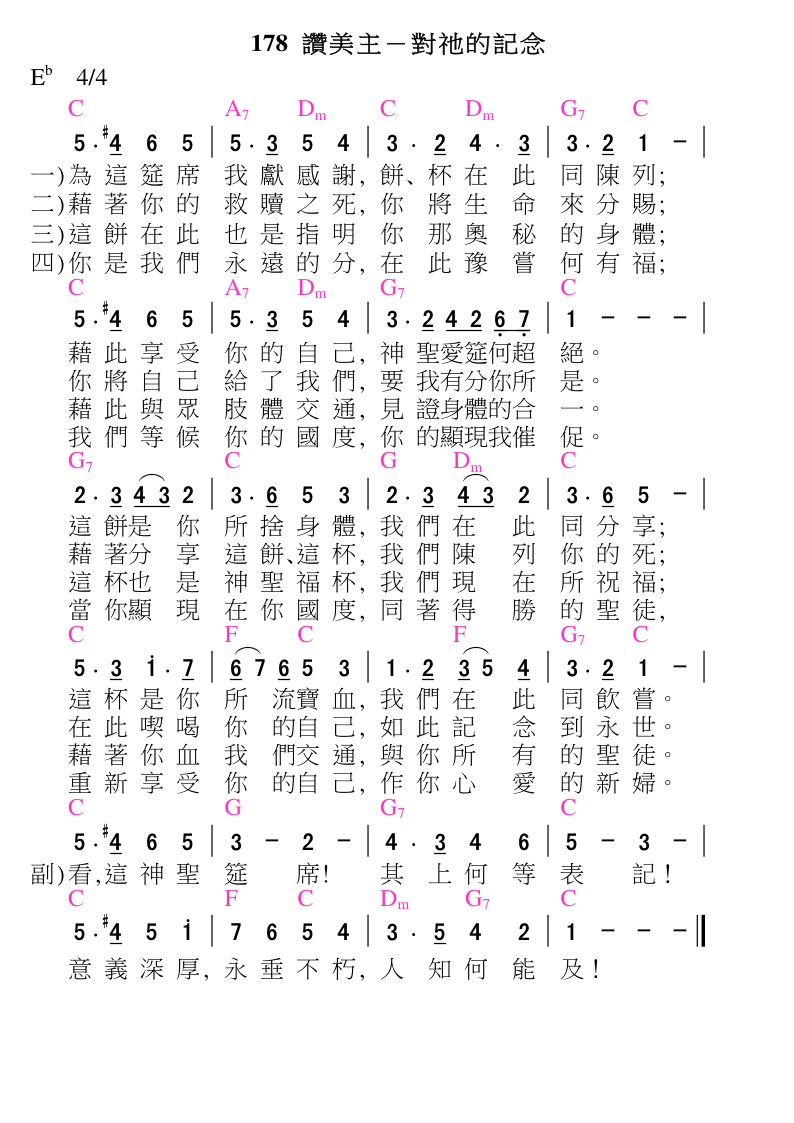 178 讚美主－對祂的記念
E♭ 4/4
C A7 Dm C Dm G7 C
5 . #4 6 5 | 5 . 3 5 4 | 3 . 2 4 . 3 | 3 . 2 1 − |
一)為這筵席 我獻感謝, 餅、杯在此 同陳列;
二)藉著你的 救贖之死, 你將生命 來分賜;
三)這餅在此 也是指明 你那奧秘 的身體;
四)你是我們 永遠的分, 在此豫嘗 何有福;
C A7 Dm G7 C
5 . #4 6 5 | 5 . 3 5 4 | 3 . 2 4 2 6 7 | 1 − − − |
藉此享受 你的自己, 神聖愛筵何超 絕。
你將自己 給了我們, 要我有分你所 是。
藉此與眾 肢體交通, 見證身體的合 一。
我們等候 你的國度, 你的顯現我催 促。
G7 C G Dm C
2 . 3 4 3 2 | 3 . 6 5 3 | 2 . 3 4 3 2 | 3 . 6 5 − |
這餅是你 所捨身體, 我們在此 同分享;
藉著分享 這餅、這杯, 我們陳列 你的死;
這杯也是 神聖福杯, 我們現在 所祝福;
當你顯現 在你國度, 同著得勝 的聖徒,
C F C F G7 C
5 . 3 1 . 7 | 6 7 6 5 3 | 1 . 2 3 5 4 | 3 . 2 1 − |
這杯是你 所流寶血, 我們在此 同飲嘗。
在此喫喝 你的自己, 如此記念 到永世。
藉著你血 我們交通, 與你所有 的聖徒。
重新享受 你的自己, 作你心愛 的新婦。
C G G7 C
5 . #4 6 5 | 3 − 2 − | 4 . 3 4 6 | 5 − 3 − |
副)看,這神聖 筵席! 其上何等 表記！
C F C Dm G7 C
5 . #4 5 1 | 7 6 5 4 | 3 . 5 4 2 | 1 − − − ‖
意義深厚, 永垂不朽, 人知何能 及！